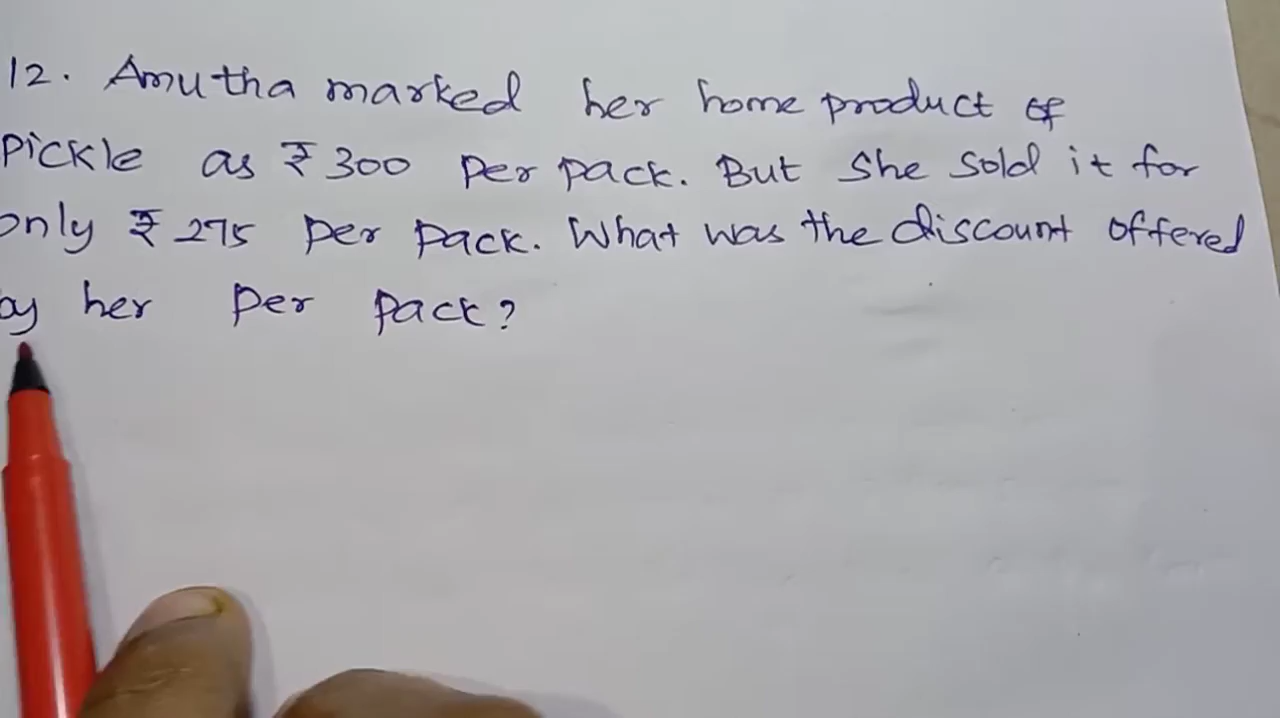 12. Amutha marked her home product of
Pickle as ₹ 300 per pack. But she sold it for
only ₹ 275 per pack. What was the discount offered
by her per pack?